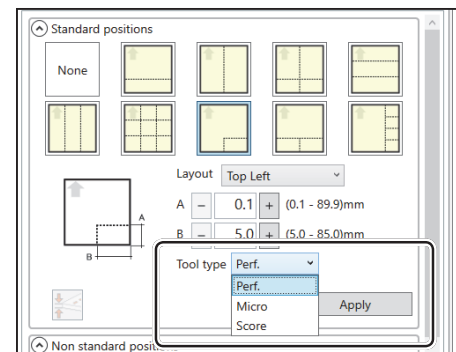 Standard positions
None
Layout Top Left
A – 0.1 + (0.1 - 89.9)mm
B – 5.0 + (5.0 - 85.0)mm
A
B
Tool type Perf.
Perf.
Micro
Score
Apply
Non standard positions